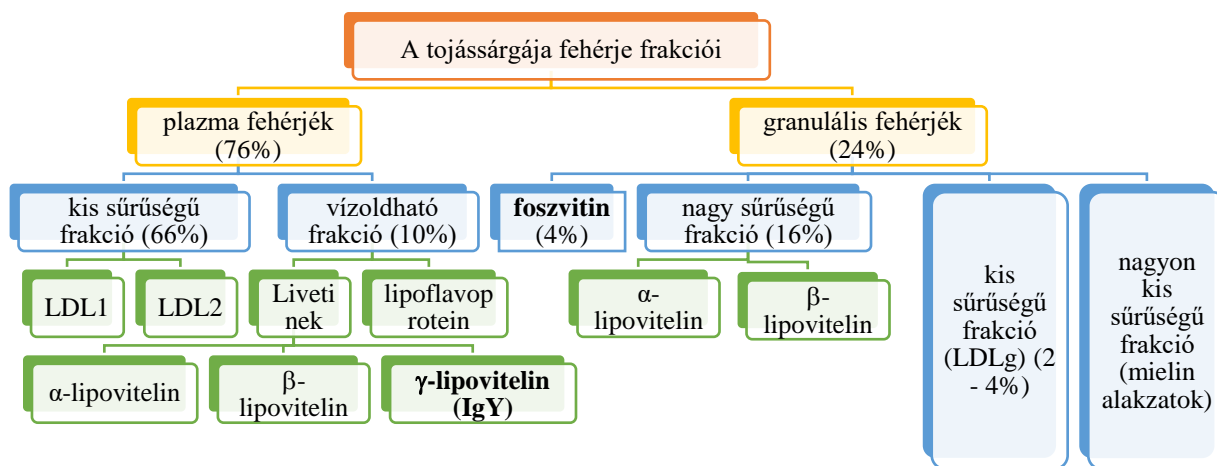 A tojássárgája fehérje frakciói
plazma fehérjék
(76%)
granulális fehérjék
(24%)
kis sűrűségű
frakció (66%)
vízoldható
frakció (10%)
foszvitin
(4%)
nagy sűrűségű
frakció (16%)
kis
sűrűségű
frakció
(LDLg) (2
- 4%)
nagyon
kis
sűrűségű
frakció
(mielin
alakzatok)
LDL1
LDL2
Liveti
nek
lipoflavop
rotein
α-
lipovitelin
β-
lipovitelin
α-lipovitelin
β-
lipovitelin
γ-lipovitelin
(IgY)